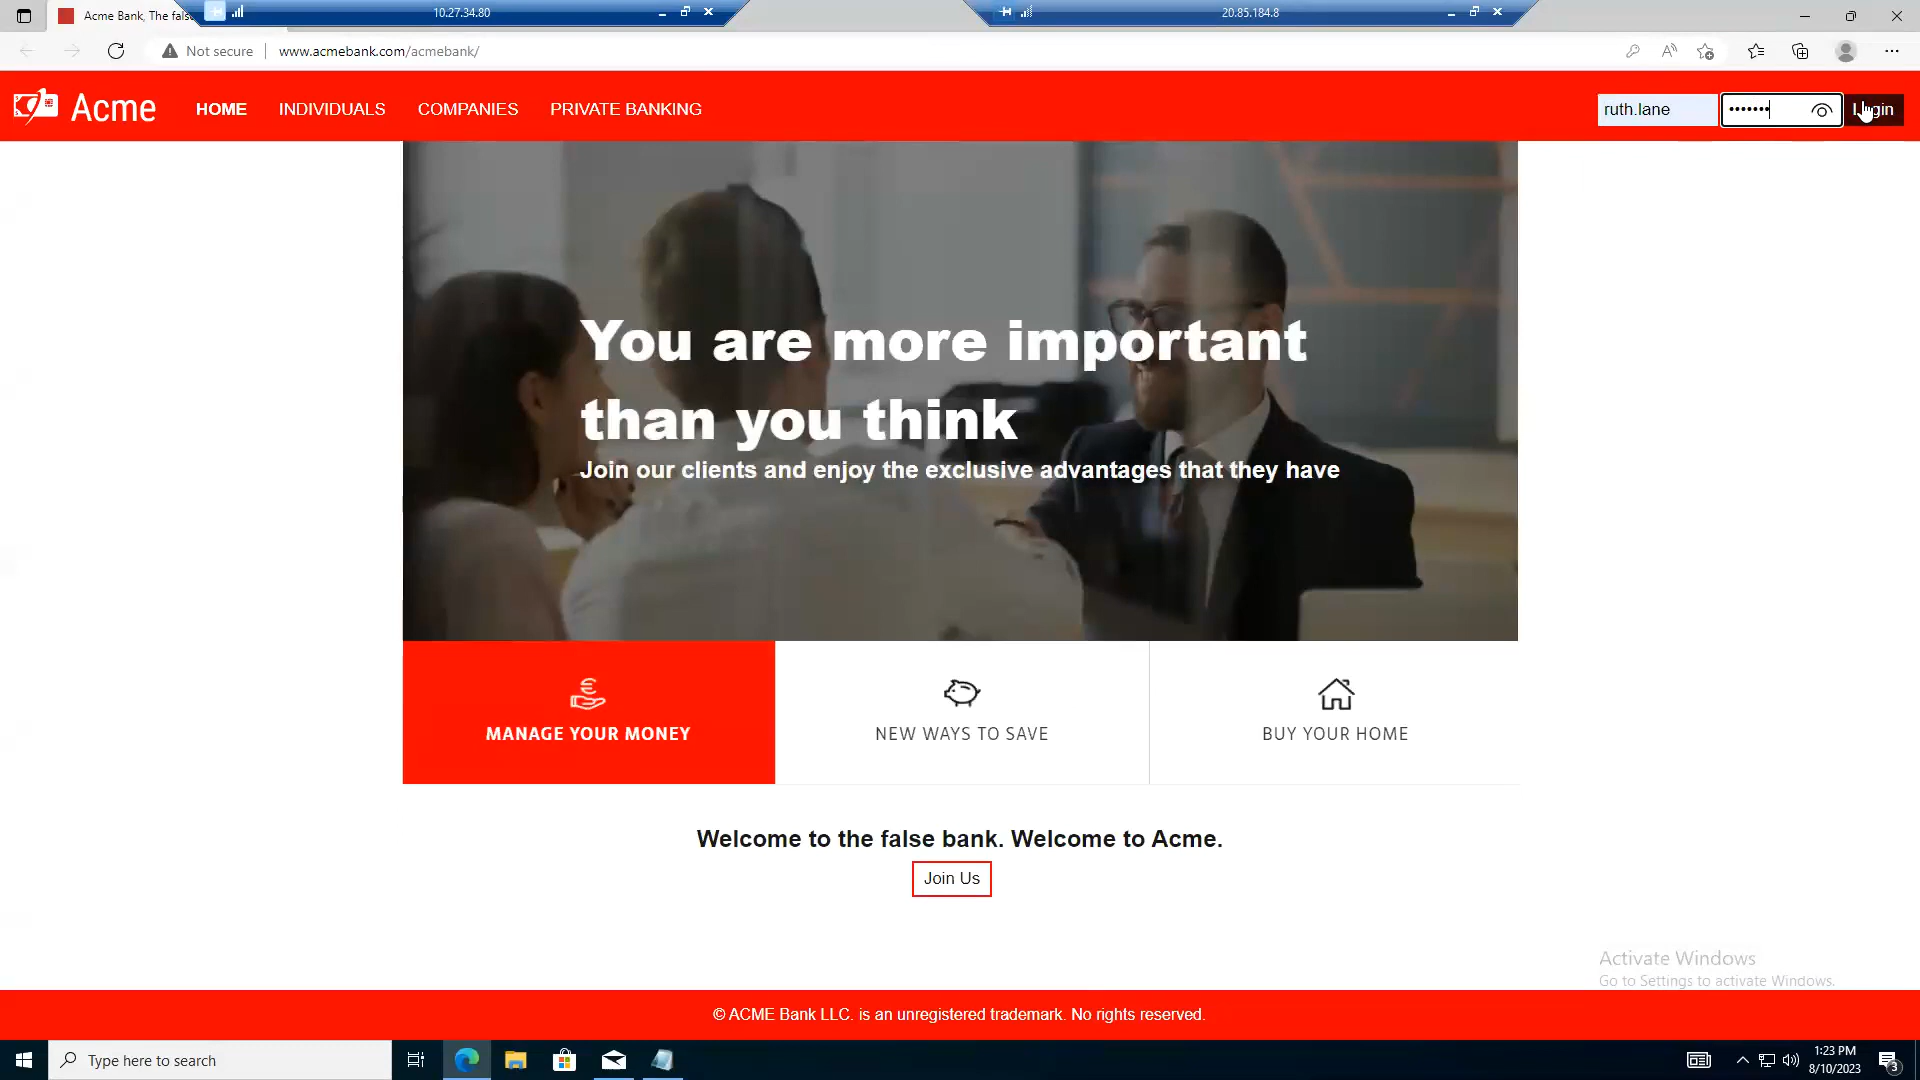 Acme Bank, The fals
10.27.34.80
20.85.184.8
Not secure
www.acmebank.com/acmebank/
Acme
HOME
INDIVIDUALS
COMPANIES
PRIVATE BANKING
ruth.lane
•••••••
Login
You are more important
than you think
Join our clients and enjoy the exclusive advantages that they have
MANAGE YOUR MONEY
NEW WAYS TO SAVE
BUY YOUR HOME
Welcome to the false bank. Welcome to Acme.
Join Us
Activate Windows
Go to Settings to activate Windows.
© ACME Bank LLC. is an unregistered trademark. No rights reserved.
Type here to search
1:23 PM
8/10/2023
3